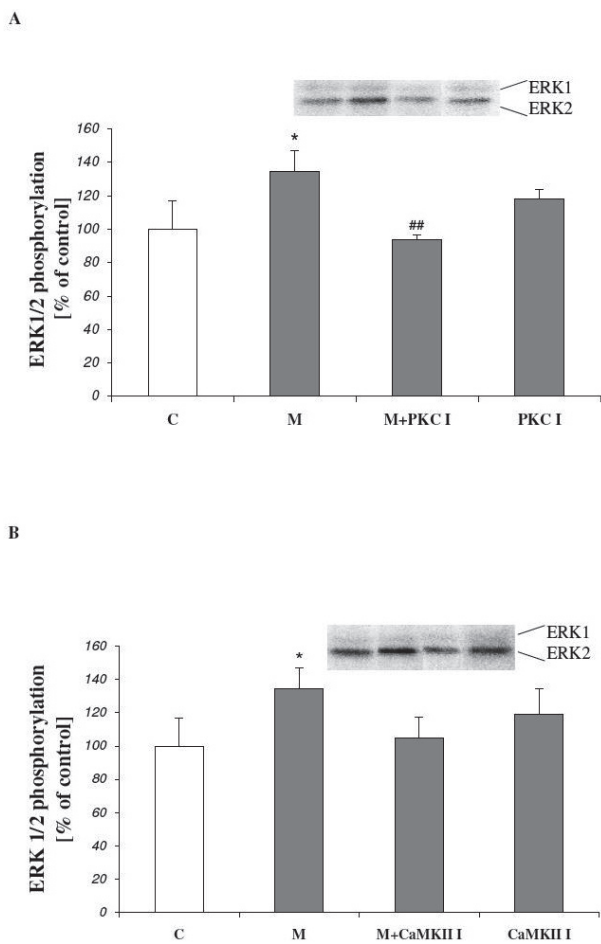 A
ERK1
ERK2
160
140
120
100
80
60
40
20
0
ERK1/2 phosphorylation
[% of control]
*
##
C M M+PKC I PKC I
B
ERK1
ERK2
160
140
120
100
80
60
40
20
0
ERK 1/2 phosphorylation
[% of control]
*
C M M+CaMKII I CaMKII I